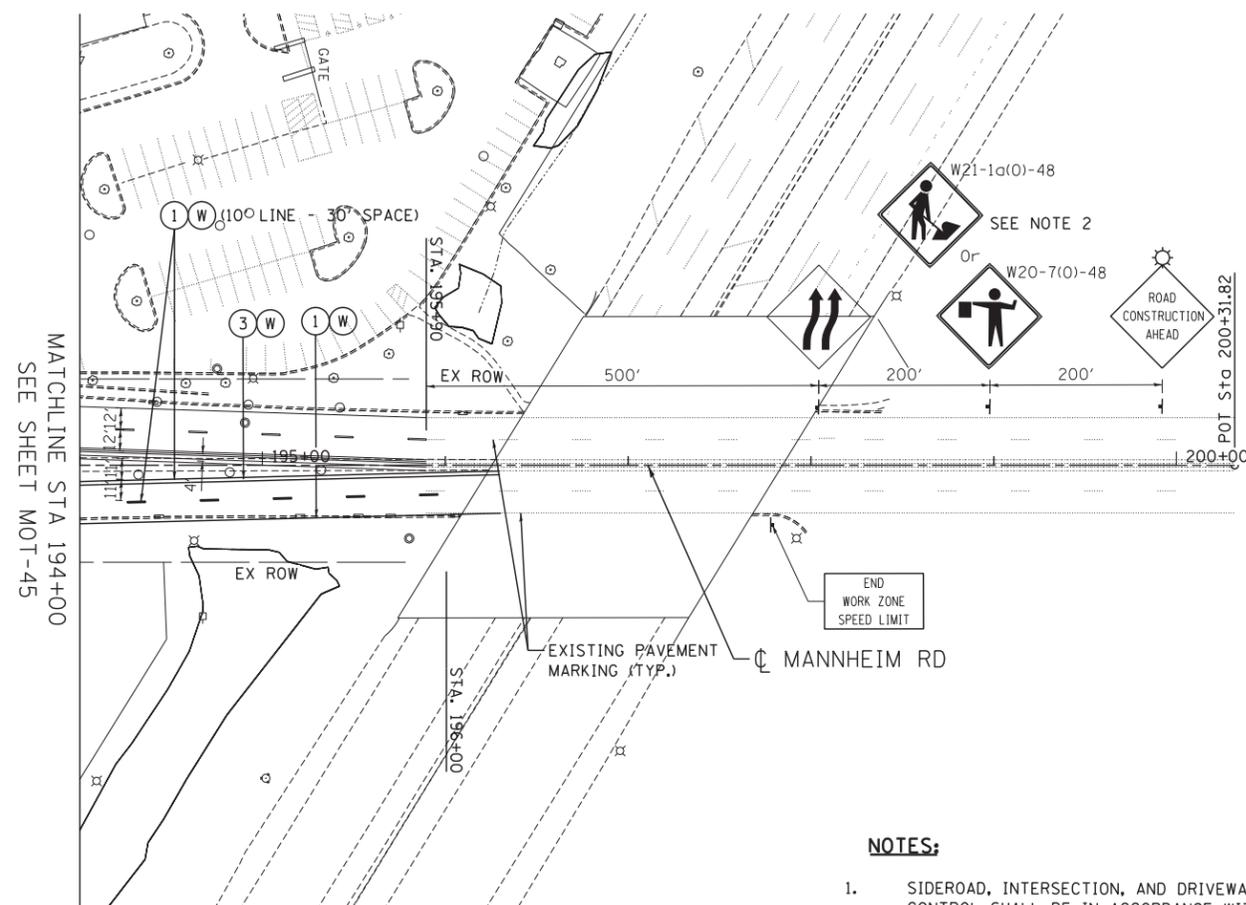 GATE
W21-1a(O)-48
1 W (10' LINE - 30' SPACE)
SEE NOTE 2
Or
W20-7(O)-48
STA. 195+90
3 W
1 W
ROAD
CONSTRUCTION
AHEAD
POT Sta 200+31.82
MATCHLINE STA 194+00
SEE SHEET MOT-45
EX ROW
500'
200'
200'
12'
12'
195+00
200+00
11'
11'
4'
EX ROW
END
WORK ZONE
SPEED LIMIT
EXISTING PAVEMENT
MARKING (TYP.)
℄ MANNHEIM RD
STA. 196+00
NOTES:
1. SIDEROAD, INTERSECTION, AND DRIVEWA